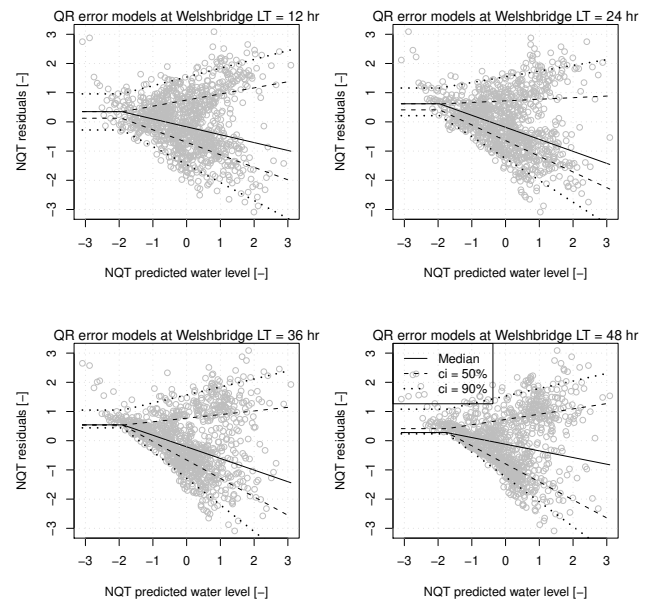 QR error models at Welshbridge LT = 12 hr
NQT residuals [−]
3
2
1
0
−1
−2
−3
−3 −2 −1 0 1 2 3
NQT predicted water level [−]
QR error models at Welshbridge LT = 24 hr
NQT residuals [−]
3
2
1
0
−1
−2
−3
−3 −2 −1 0 1 2 3
NQT predicted water level [−]
QR error models at Welshbridge LT = 36 hr
NQT residuals [−]
3
2
1
0
−1
−2
−3
−3 −2 −1 0 1 2 3
NQT predicted water level [−]
QR error models at Welshbridge LT = 48 hr
Median
ci = 50%
ci = 90%
NQT residuals [−]
3
2
1
0
−1
−2
−3
−3 −2 −1 0 1 2 3
NQT predicted water level [−]